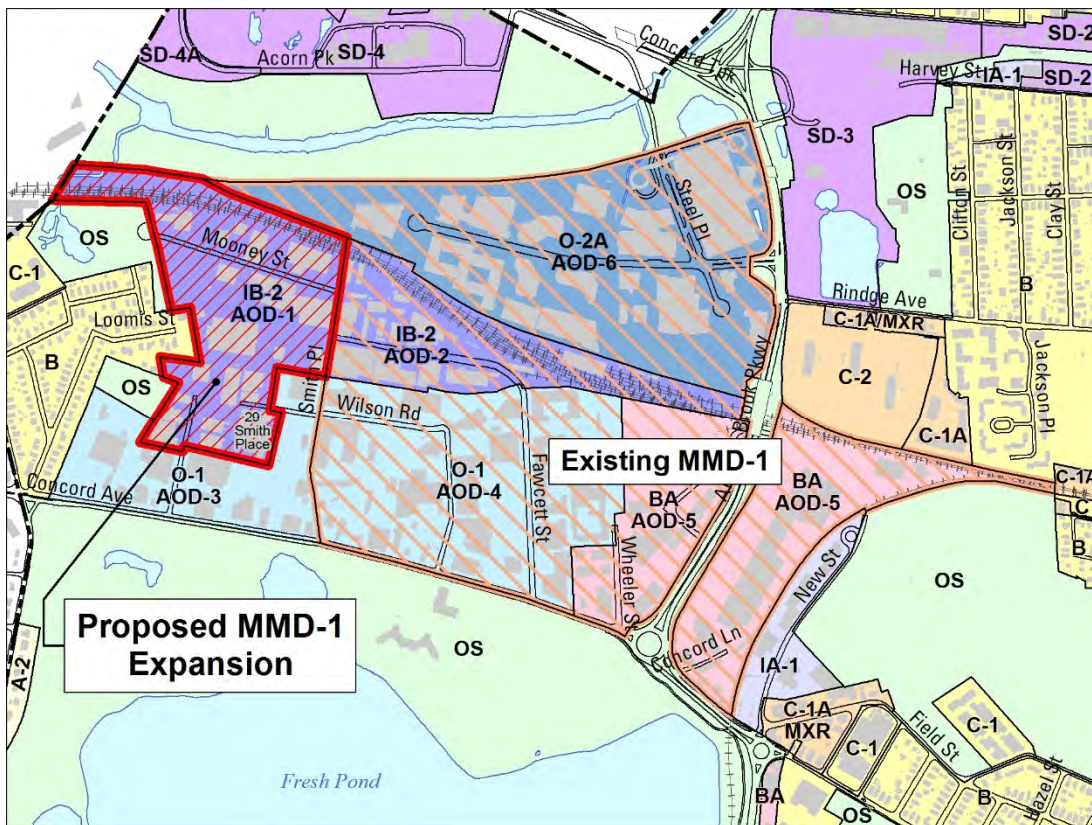 SD-4A
Acorn Pk
SD-4
Concord Tpk
SD-2
Harvey St
IA-1
SD-2
SD-3
OS
Clifton St
Jackson St
Clay St
B
Steel Pl
O-2A
AOD-6
OS
C-1
Mooney St
IB-2
AOD-1
Loomis St
B
OS
IB-2
AOD-2
Smith Pl
Wilson Rd
29
Smith
Place
Rindge Ave
C-1A/MXR
C-2
C-1A
Jackson Pl
Brook Pkwy
Existing MMD-1
O-1
AOD-3
O-1
AOD-4
Fawcett St
BA
AOD-5
Wheeler St
BA
AOD-5
C-1A
C
B
Concord Ave
New St
OS
Proposed MMD-1
Expansion
A-2
OS
Concord Ln
IA-1
C-1A
MXR
C-1
Field St
C-1
B
Hazel St
Fresh Pond
BA
OS